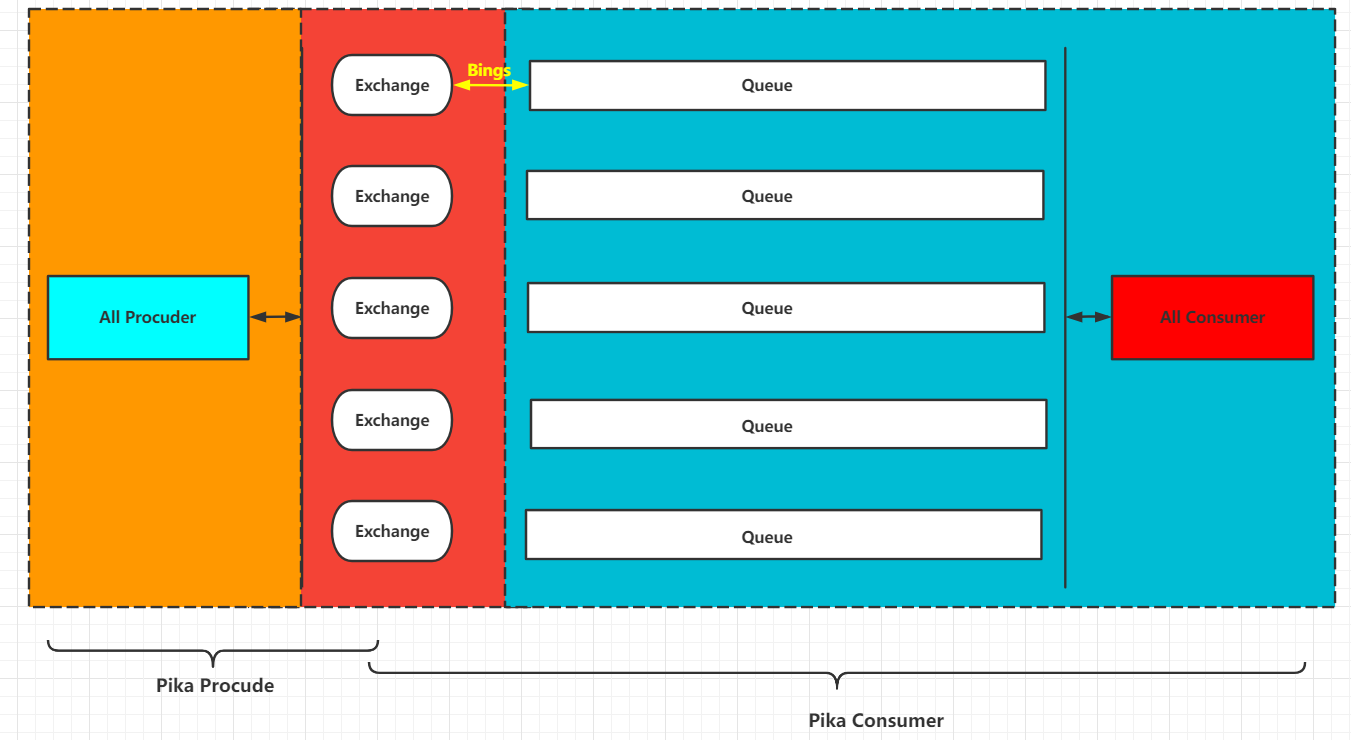 Bings
Exchange
Queue
Exchange
Queue
Exchange
Queue
All Procuder
All Consumer
Exchange
Queue
Exchange
Queue
Pika Procude
Pika Consumer